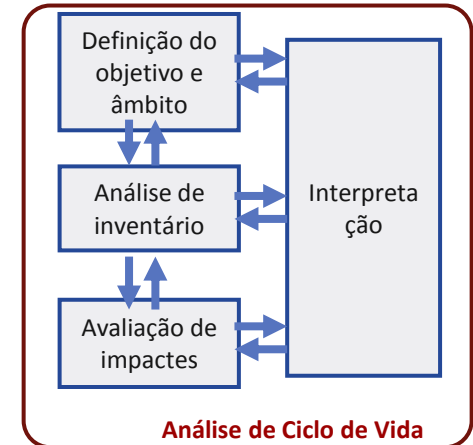 Definição do
objetivo e
âmbito
Análise de
inventário
Interpreta
ção
Avaliação de
impactes
Análise de Ciclo de Vida